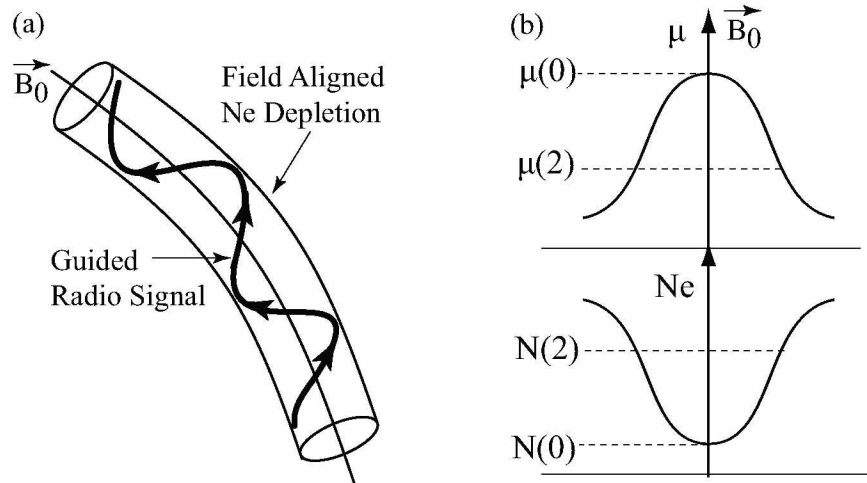 (a)
B₀
Field Aligned
Ne Depletion
Guided
Radio Signal
(b)
μ
B₀
μ(0)
μ(2)
Ne
N(2)
N(0)